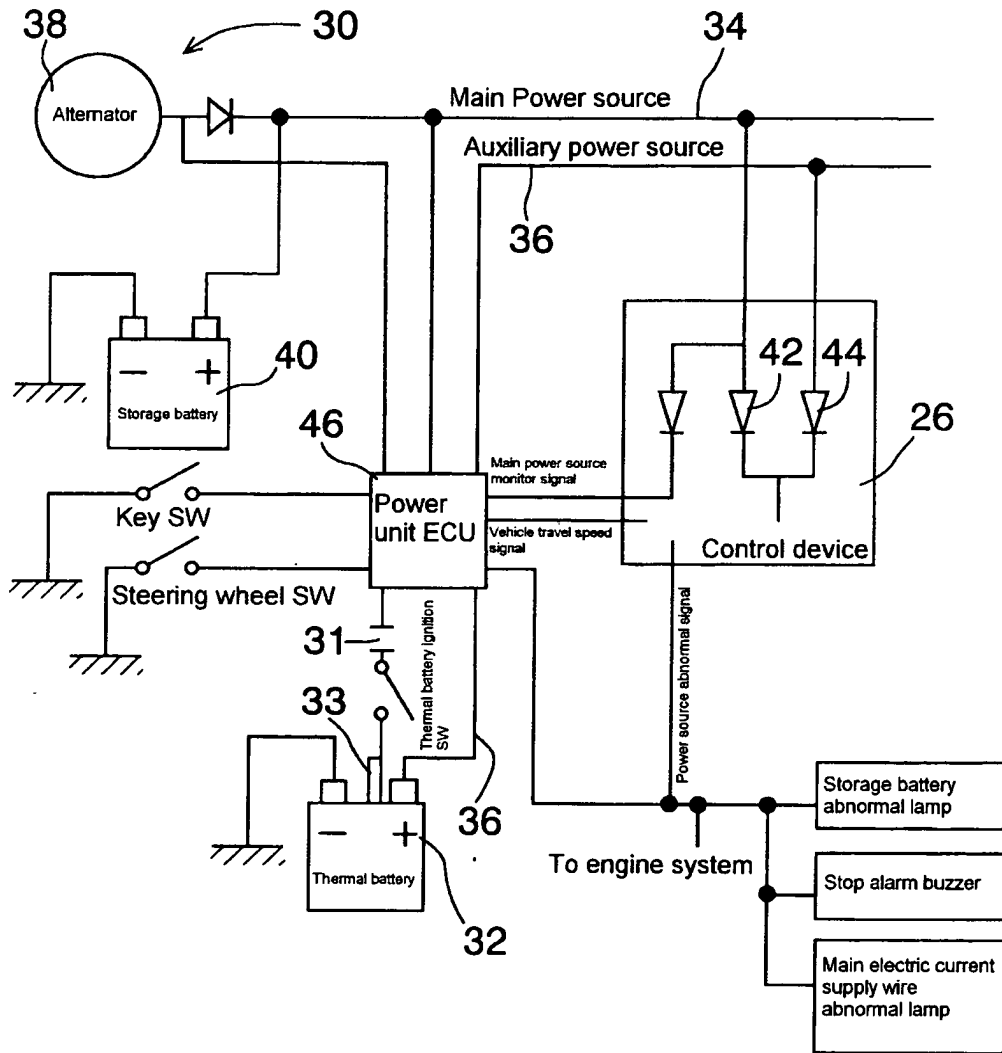 38
30
34
Alternator
Main Power source
Auxiliary power source
36
42
44
− +
40
Storage battery
26
46
Main power source
monitor signal
Power
unit ECU
Key SW
Vehicle travel speed
signal
Control device
Steering wheel SW
31
Thermal battery ignition
SW
Power source abnormal signal
33
− +
36
Thermal battery
32
To engine system
Storage battery
abnormal lamp
Stop alarm buzzer
Main electric current
supply wire
abnormal lamp